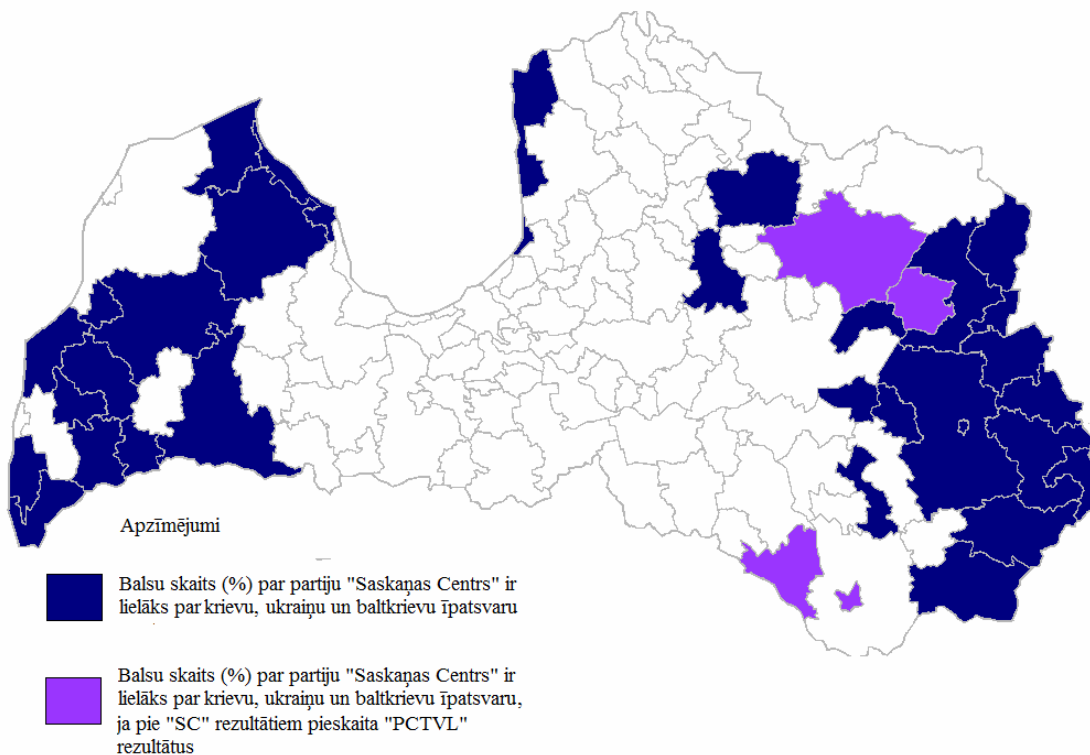 Apzīmējumi
Balsu skaits (%) par partiju "Saskaņas Centrs" ir
lielāks par krievu, ukraiņu un baltkrievu īpatsvaru
Balsu skaits (%) par partiju "Saskaņas Centrs" ir
lielāks par krievu, ukraiņu un baltkrievu īpatsvaru,
ja pie "SC" rezultātiem pieskaita "PCTVL"
rezultātus